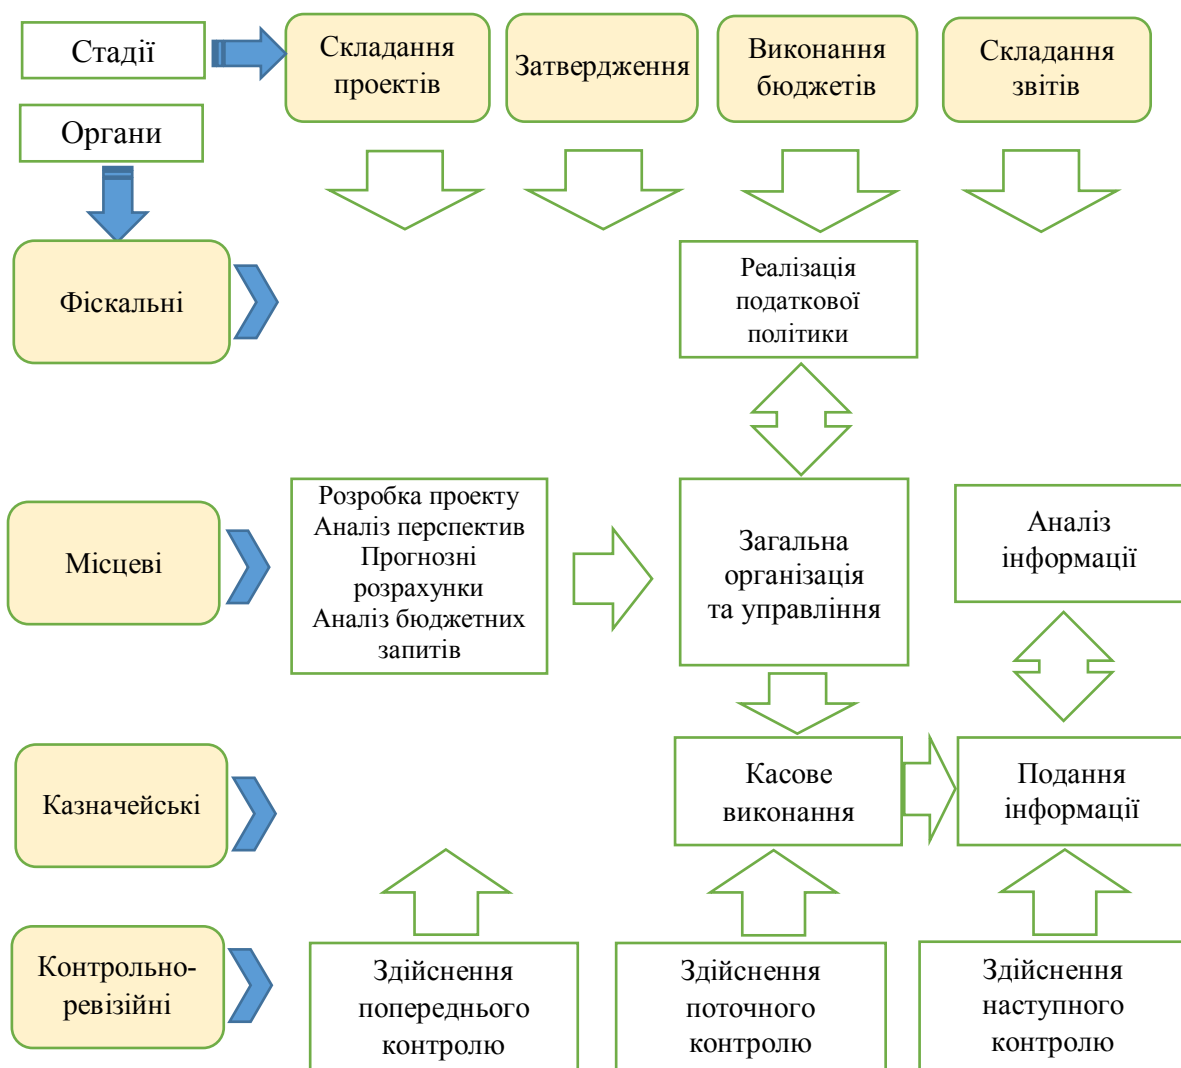 Стадії
Складання
проектів
Затвердження
Виконання
бюджетів
Складання
звітів
Органи
Фіскальні
Реалізація
податкової
політики
Місцеві
Розробка проекту
Аналіз перспектив
Прогнозні
розрахунки
Аналіз бюджетних
запитів
Загальна
організація
та управління
Аналіз
інформації
Казначейські
Касове
виконання
Подання
інформації
Контрольно-
ревізійні
Здійснення
попереднього
контролю
Здійснення
поточного
контролю
Здійснення
наступного
контролю